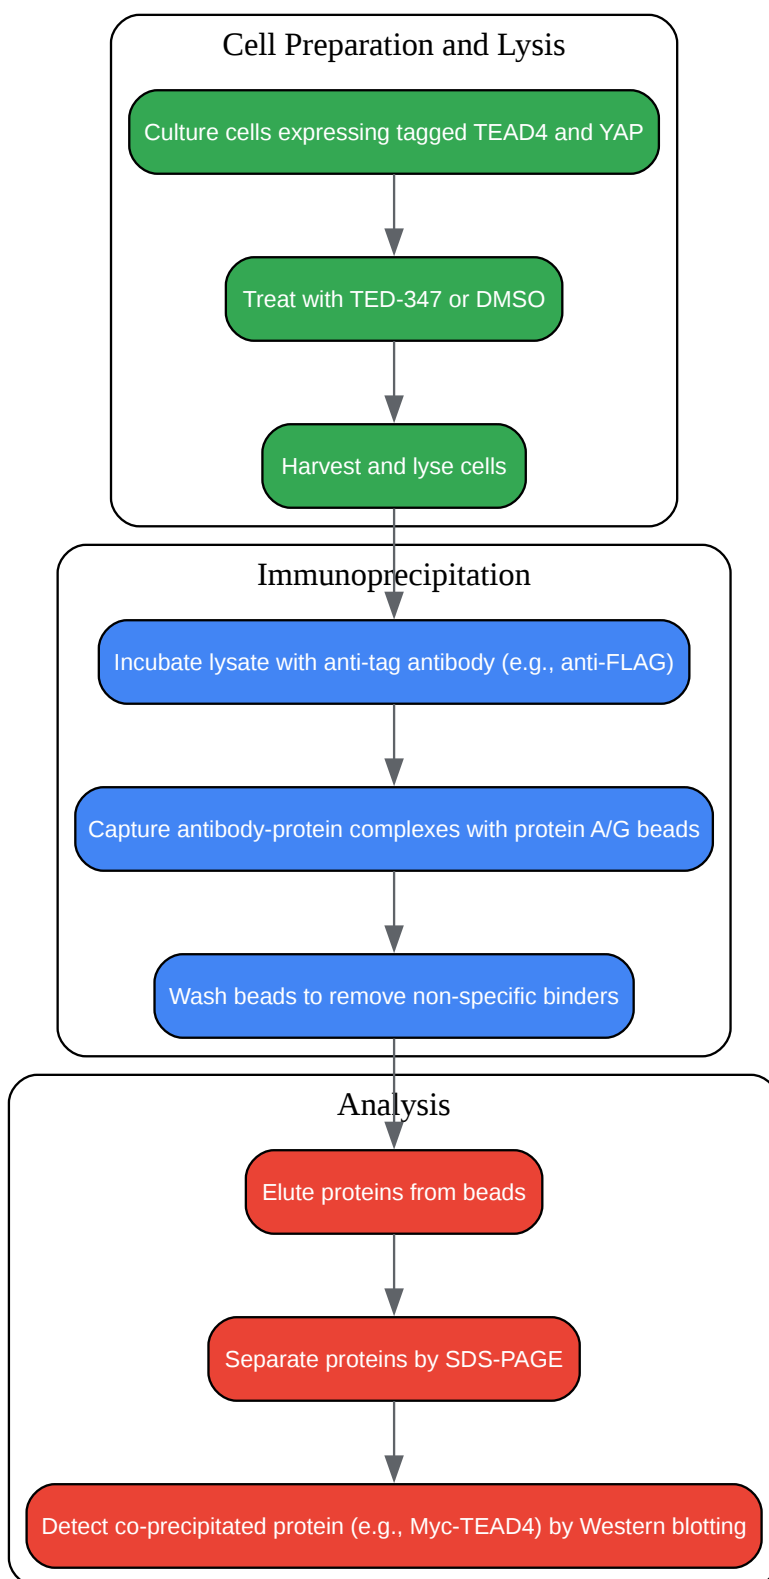 Cell Preparation and Lysis
Culture cells expressing tagged TEAD4 and YAP
Treat with TED-347 or DMSO
Harvest and lyse cells
Immunoprecipitation
Incubate lysate with anti-tag antibody (e.g., anti-FLAG)
Capture antibody-protein complexes with protein A/G beads
Wash beads to remove non-specific binders
Analysis
Elute proteins from beads
Separate proteins by SDS-PAGE
Detect co-precipitated protein (e.g., Myc-TEAD4) by Western blotting